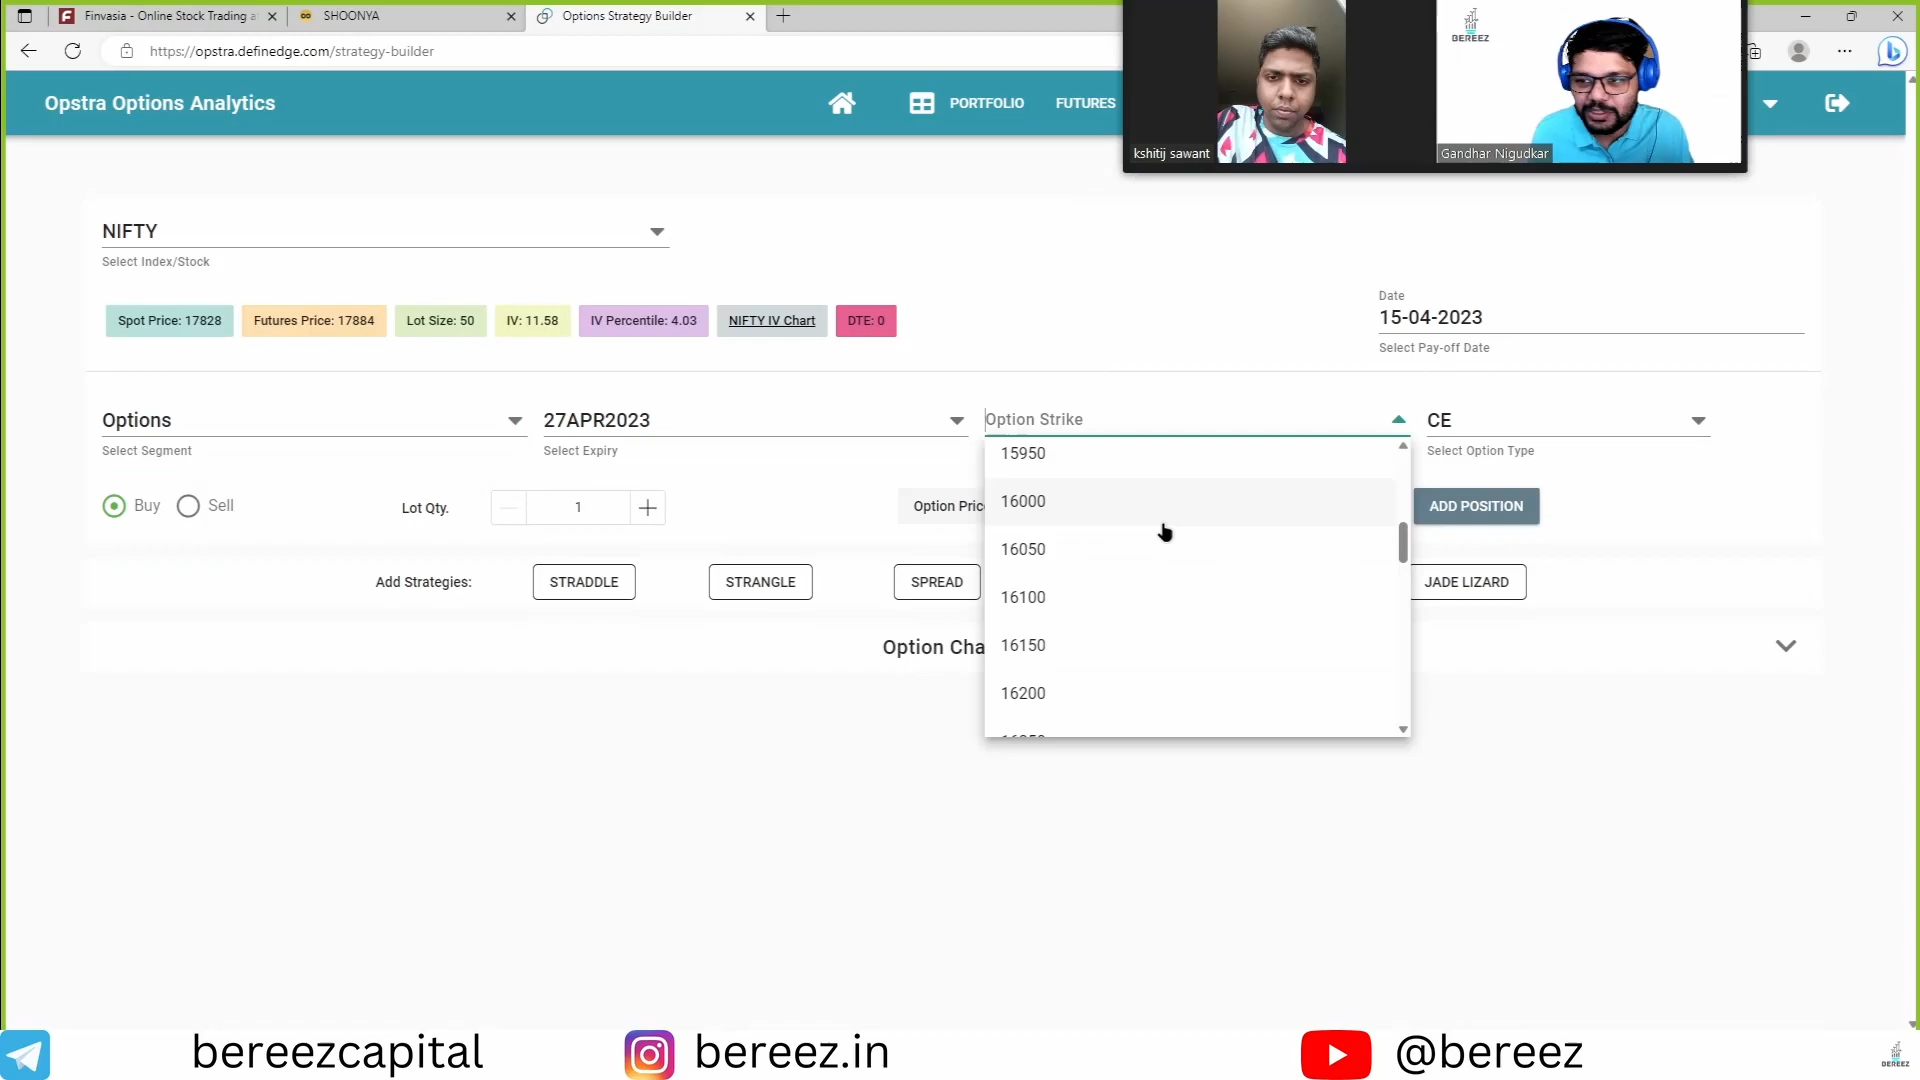 Finvasia - Online Stock Trading a
SHOONYA
Options Strategy Builder
https://opstra.definedge.com/strategy-builder
Opstra Options Analytics
PORTFOLIO
FUTURES
kshitij sawant
BEREEZ
Gandhar Nigudkar
NIFTY
Select Index/Stock
Spot Price: 17828
Futures Price: 17884
Lot Size: 50
IV: 11.58
IV Percentile: 4.03
NIFTY IV Chart
DTE: 0
Date
15-04-2023
Select Pay-off Date
Options
Select Segment
27APR2023
Select Expiry
Option Strike
CE
Select Option Type
15950
16000
16050
16100
16150
16200
Buy
Sell
Lot Qty.
1
Option Pric
ADD POSITION
Add Strategies:
STRADDLE
STRANGLE
SPREAD
JADE LIZARD
Option Cha
bereezcapital
bereez.in
@bereez
BEREEZ